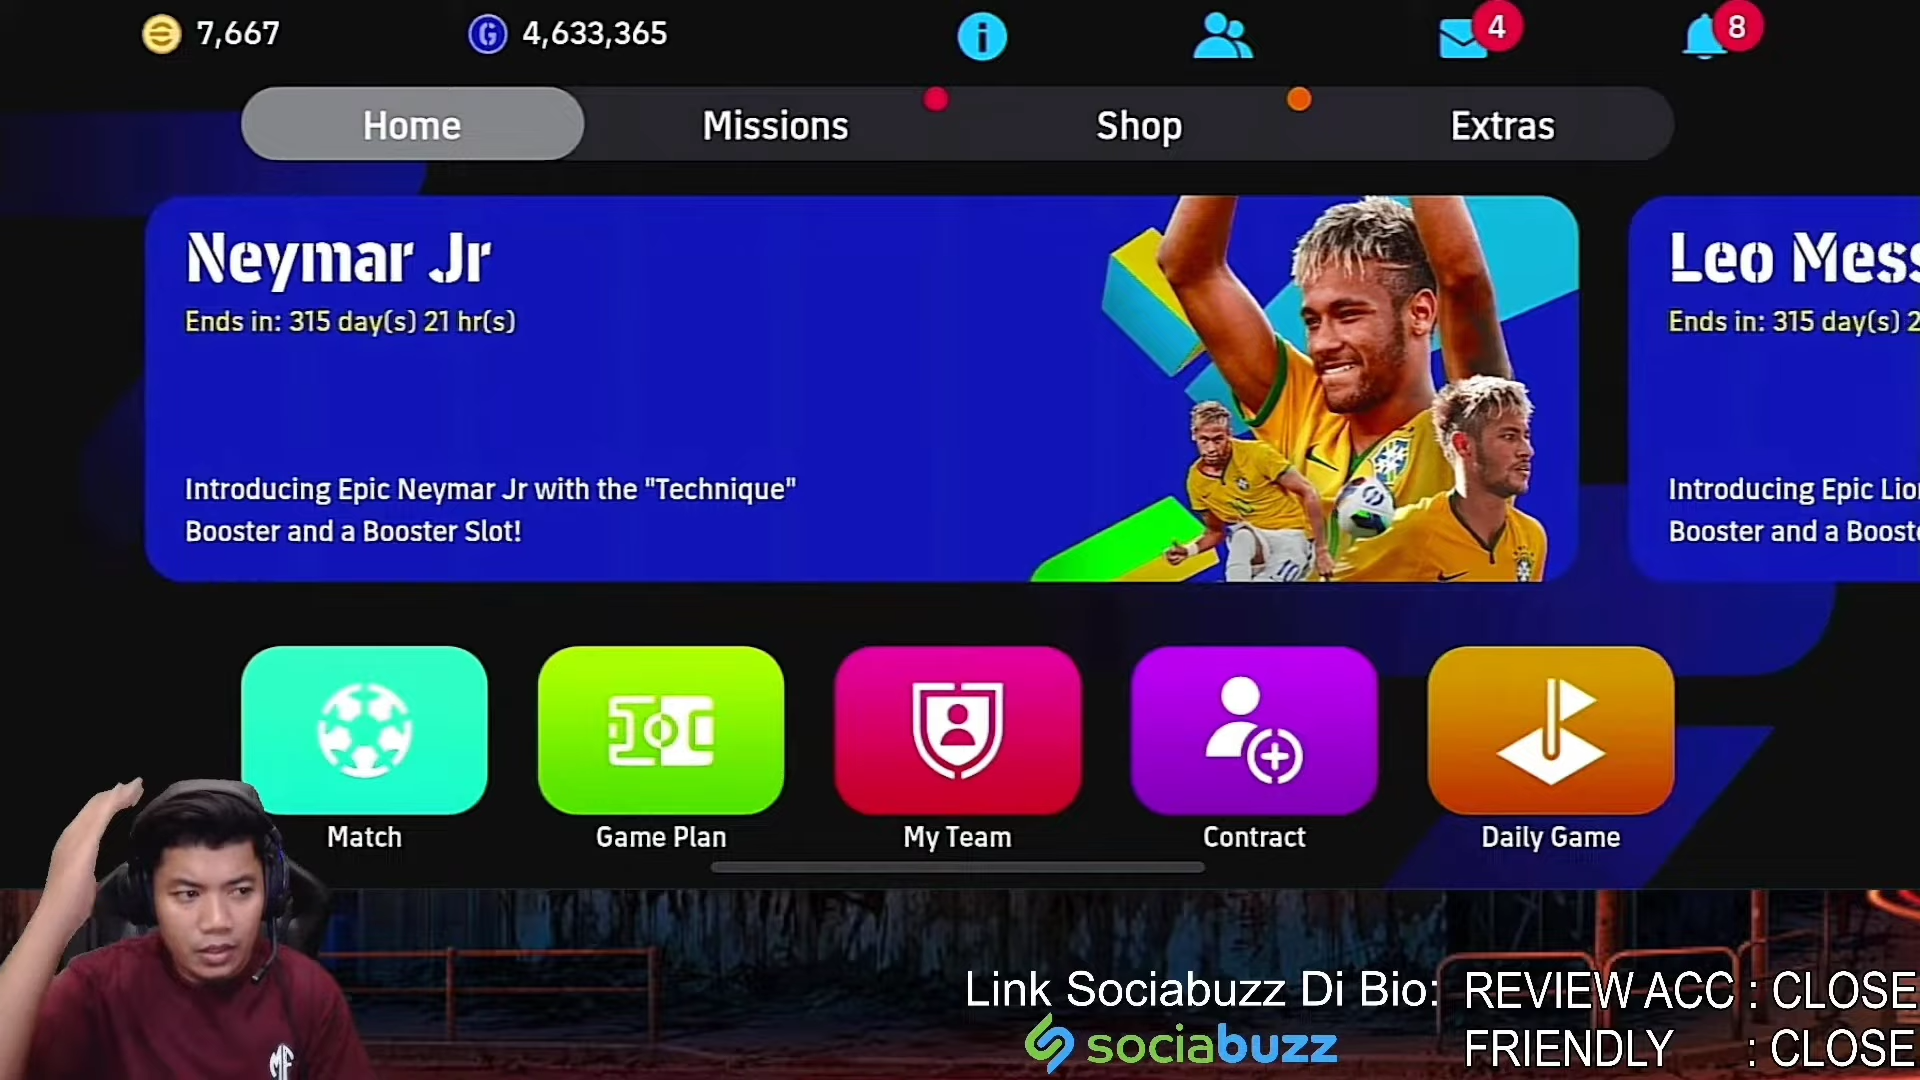 7,667
4,633,365
4
8
Home
Missions
Shop
Extras
Neymar Jr
Ends in: 315 day(s) 21 hr(s)
Introducing Epic Neymar Jr with the "Technique"
Booster and a Booster Slot!
Leo Mess
Ends in: 315 day(s) 2
Introducing Epic Lio
Booster and a Boost
10
Match
Game Plan
My Team
Contract
Daily Game
Link Sociabuzz Di Bio:
sociabuzz
REVIEW ACC : CLOSE
FRIENDLY : CLOSE